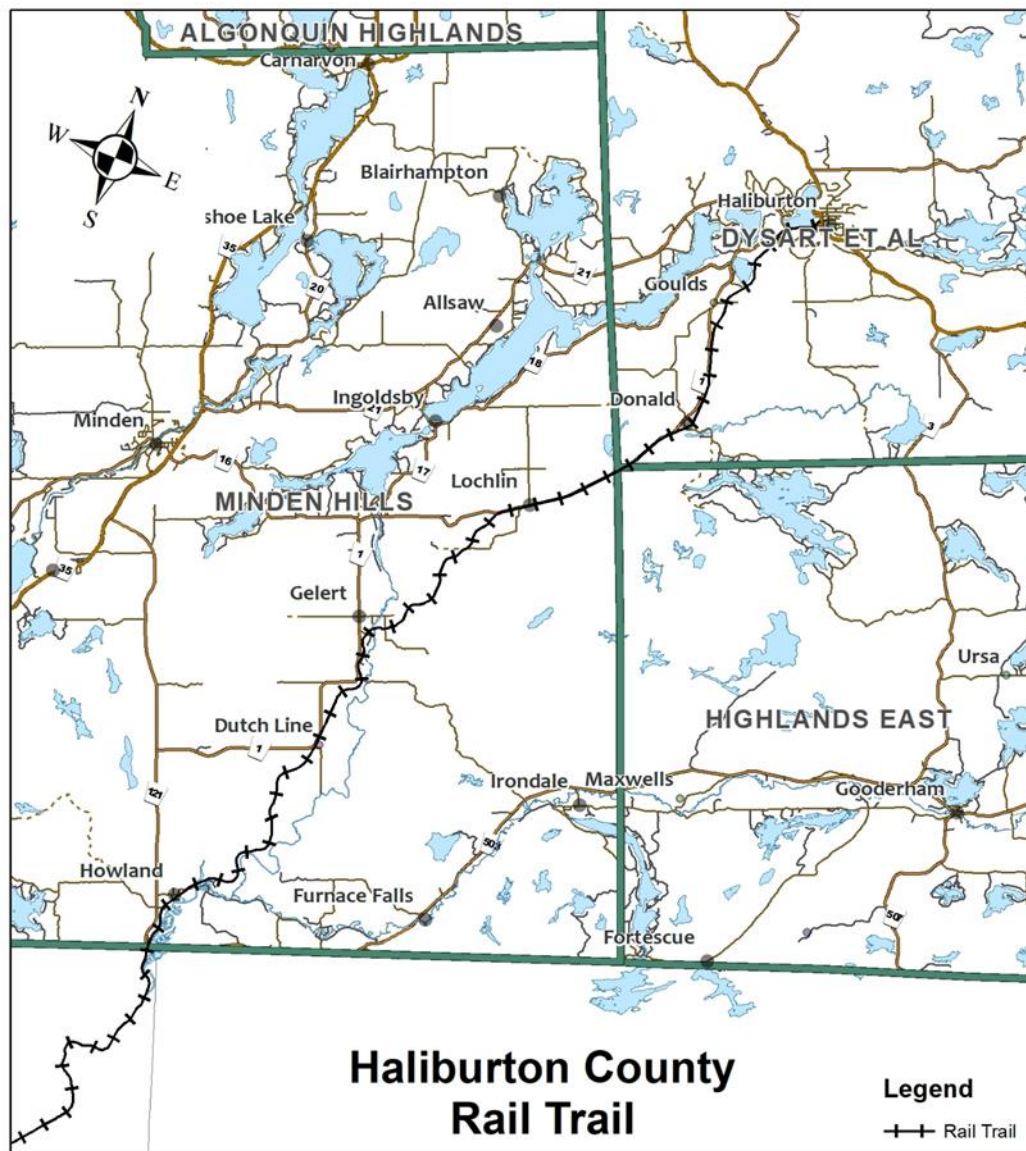 ALGONQUIN HIGHLANDS
Carnarvon
N
W
E
S
Blairhampton
shoe Lake
35
20
Haliburton
DYSART ET AL
21
Goulds
Allsaw
18
Ingoldsby
21
Donald
1
Minden
16
17
3
Lochlin
MINDEN HILLS
1
35
Gelert
Ursa
Dutch Line
1
HIGHLANDS EAST
121
Irondale
Maxwells
Gooderham
503
Howland
Furnace Falls
507
Fortescue
Haliburton County
Rail Trail
Legend
Rail Trail